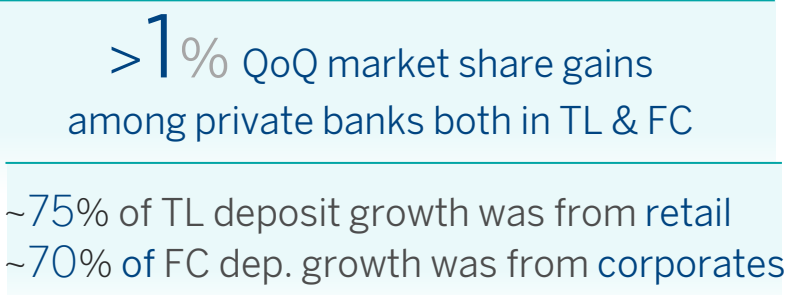 >1% QoQ market share gains
among private banks both in TL & FC
~75% of TL deposit growth was from retail
~70% of FC dep. growth was from corporates